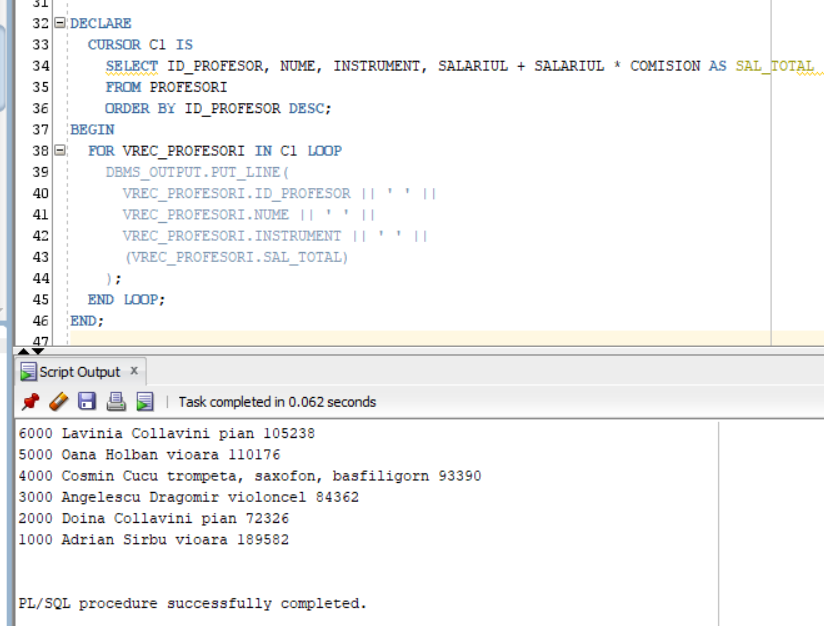 31
32 DECLARE
33 CURSOR C1 IS
34 SELECT ID_PROFESOR, NUME, INSTRUMENT, SALARIUL + SALARIUL * COMISION AS SAL_TOTAL
35 FROM PROFESORI
36 ORDER BY ID_PROFESOR DESC;
37 BEGIN
38 FOR VREC_PROFESORI IN C1 LOOP
39 DBMS_OUTPUT.PUT_LINE(
40 VREC_PROFESORI.ID_PROFESOR || ' ' ||
41 VREC_PROFESORI.NUME || ' ' ||
42 VREC_PROFESORI.INSTRUMENT || ' ' ||
43 (VREC_PROFESORI.SAL_TOTAL)
44 );
45 END LOOP;
46 END;
47
Script Output x
Task completed in 0.062 seconds
6000 Lavinia Collavini pian 105238
5000 Oana Holban vioara 110176
4000 Cosmin Cucu trompeta, saxofon, basfiligorn 93390
3000 Angelescu Dragomir violoncel 84362
2000 Doina Collavini pian 72326
1000 Adrian Sirbu vioara 189582
PL/SQL procedure successfully completed.